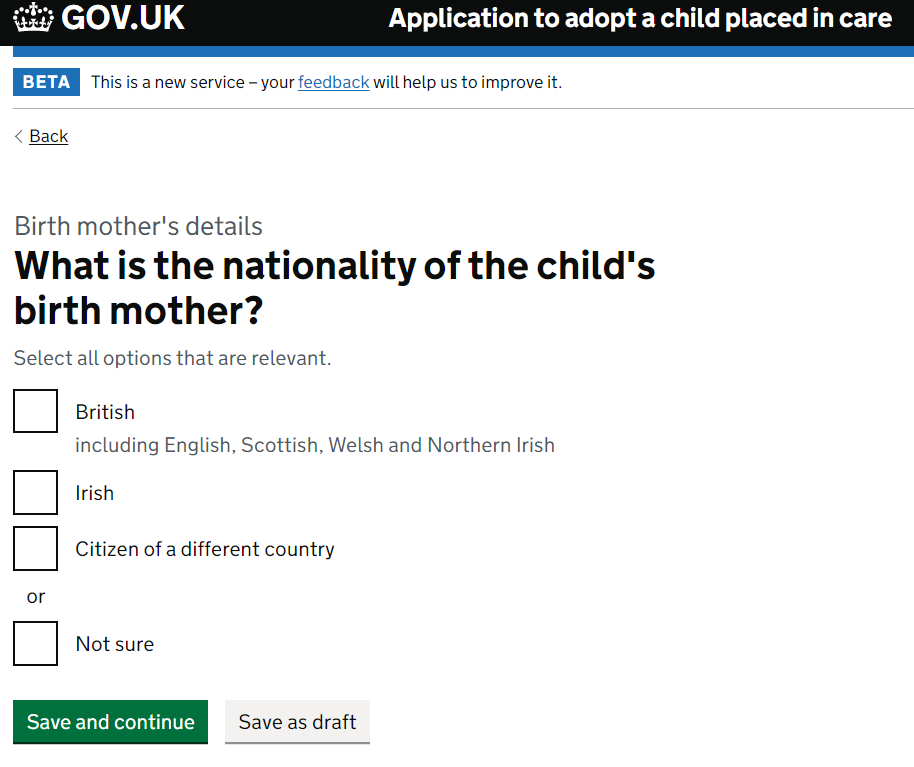 GOV.UK
Application to adopt a child placed in care
BETA This is a new service – your feedback will help us to improve it.
Back
Birth mother's details
What is the nationality of the child's
birth mother?
Select all options that are relevant.
British
including English, Scottish, Welsh and Northern Irish
Irish
Citizen of a different country
or
Not sure
Save and continue
Save as draft